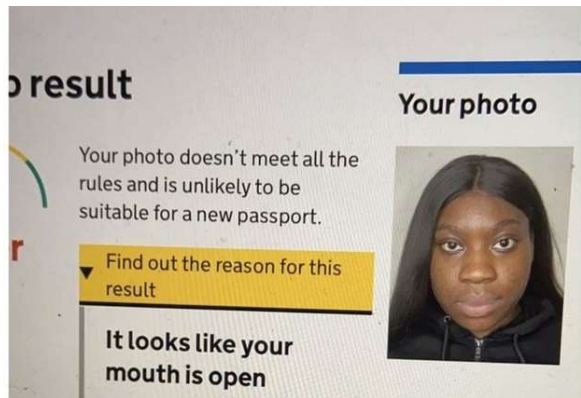 o result
Your photo
Your photo doesn't meet all the
rules and is unlikely to be
suitable for a new passport.
r
Find out the reason for this
result
It looks like your
mouth is open